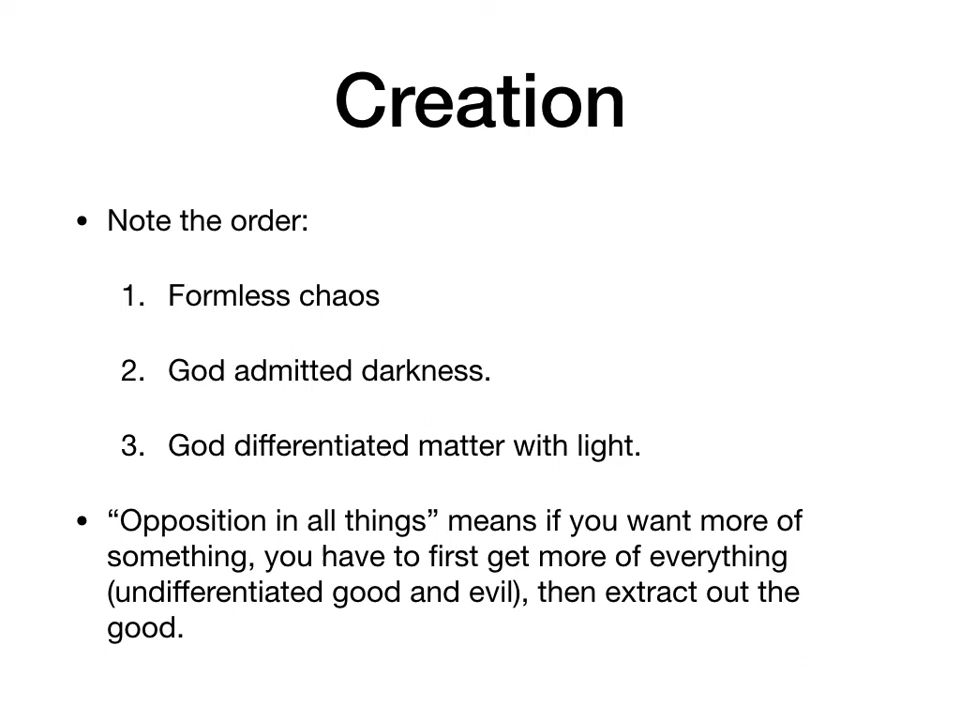 Creation
• Note the order:
1. Formless chaos
2. God admitted darkness.
3. God differentiated matter with light.
• “Opposition in all things” means if you want more of
something, you have to first get more of everything
(undifferentiated good and evil), then extract out the
good.